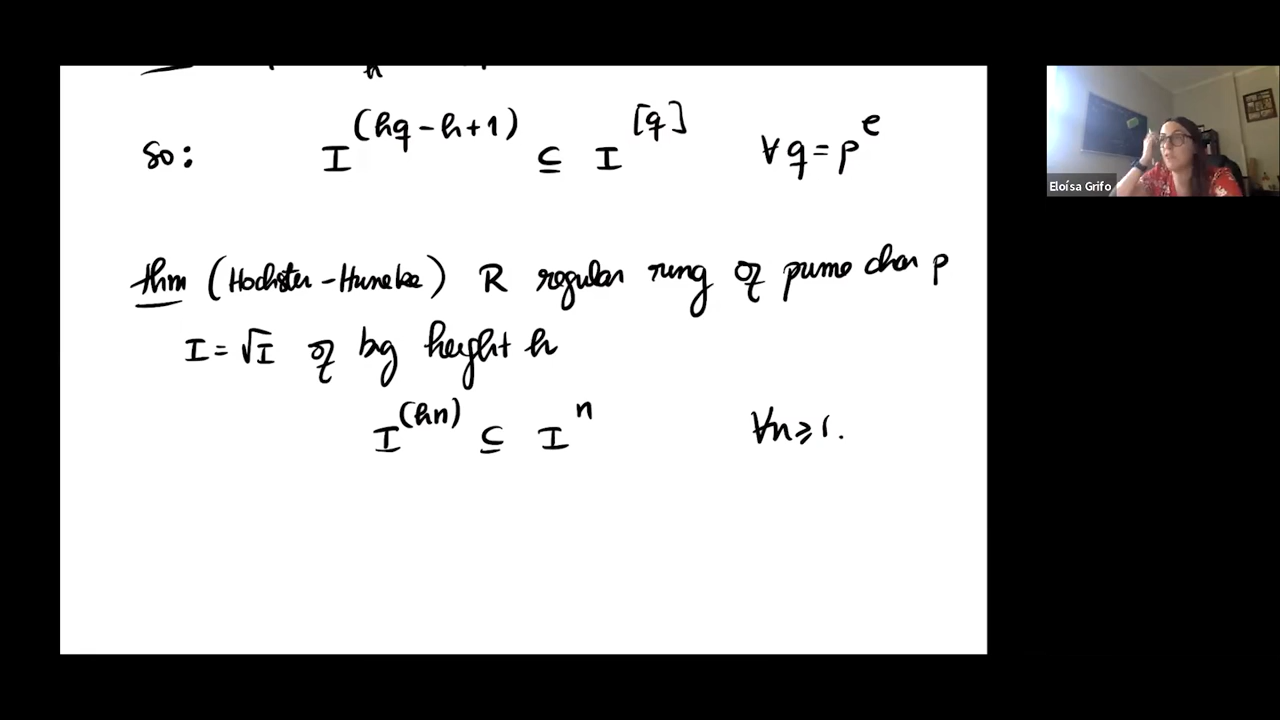 So: I^(hq-h+1) ⊆ I^[q] ∀q=p^e
Thm (Hochster-Huneke) R regular ring of prime char p
I=√I of big height h
I^(hn) ⊆ I^n ∀n⩾1.
Eloísa Grifo